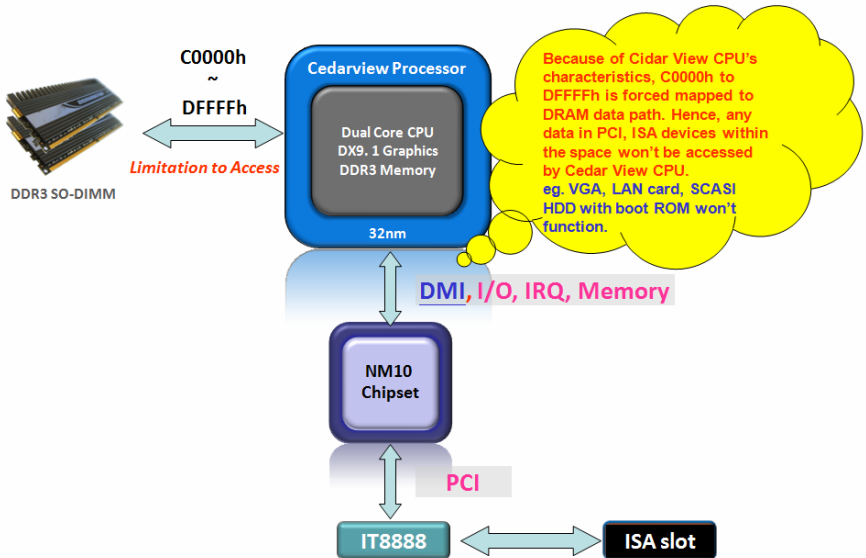 C0000h
~
DFFFFh
Limitation to Access
DDR3 SO-DIMM
Cedarview Processor
Dual Core CPU
DX9. 1 Graphics
DDR3 Memory
32nm
Because of Cidar View CPU's
characteristics, C0000h to
DFFFFh is forced mapped to
DRAM data path. Hence, any
data in PCI, ISA devices within
the space won't be accessed
by Cedar View CPU.
eg. VGA, LAN card, SCASI
HDD with boot ROM won't
function.
DMI, I/O, IRQ, Memory
NM10
Chipset
PCI
IT8888
ISA slot